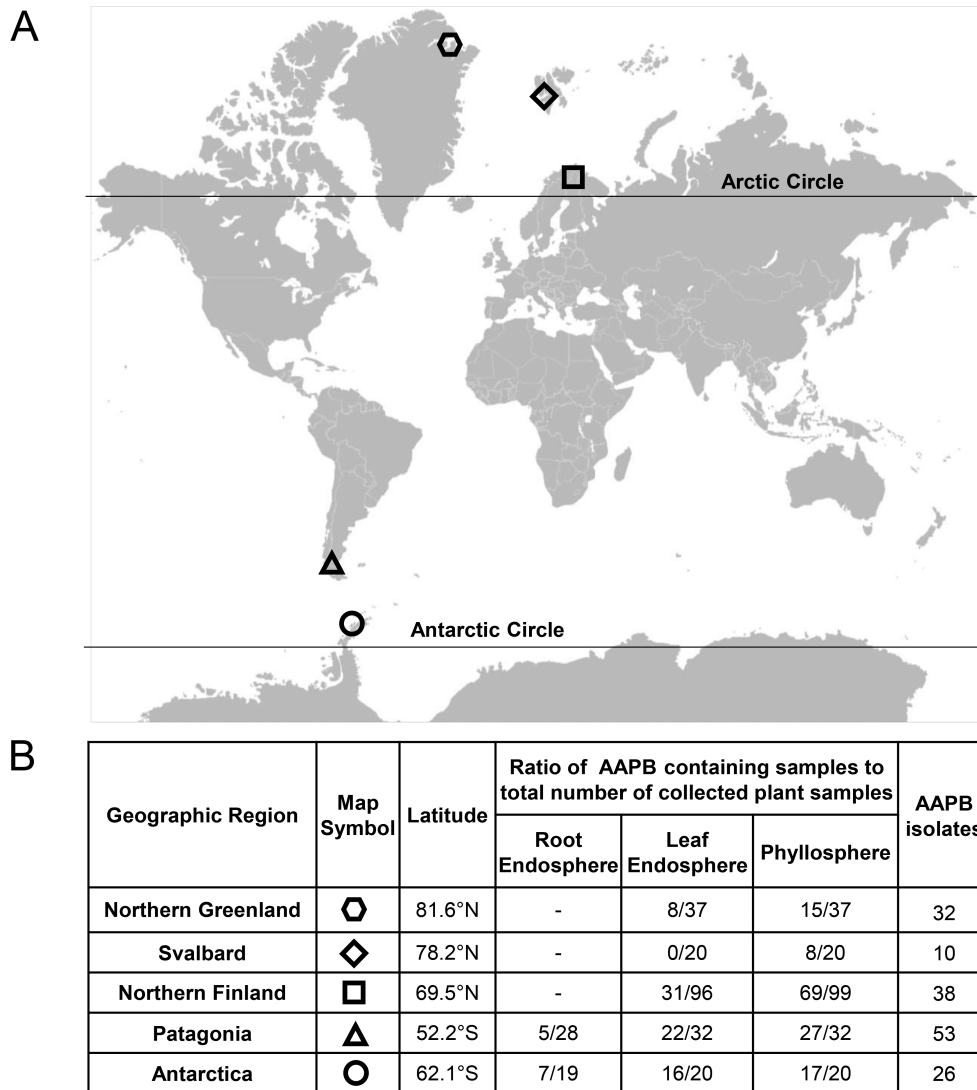 A
Arctic Circle
Antarctic Circle
B
Geographic Region
Map
Symbol
Latitude
Ratio of AAPB containing samples to
total number of collected plant samples
AAPB
isolates
Root
Endosphere
Leaf
Endosphere
Phyllosphere
Northern Greenland 81.6°N - 8/37 15/37 32
Svalbard 78.2°N - 0/20 8/20 10
Northern Finland 69.5°N - 31/96 69/99 38
Patagonia 52.2°S 5/28 22/32 27/32 53
Antarctica 62.1°S 7/19 16/20 17/20 26